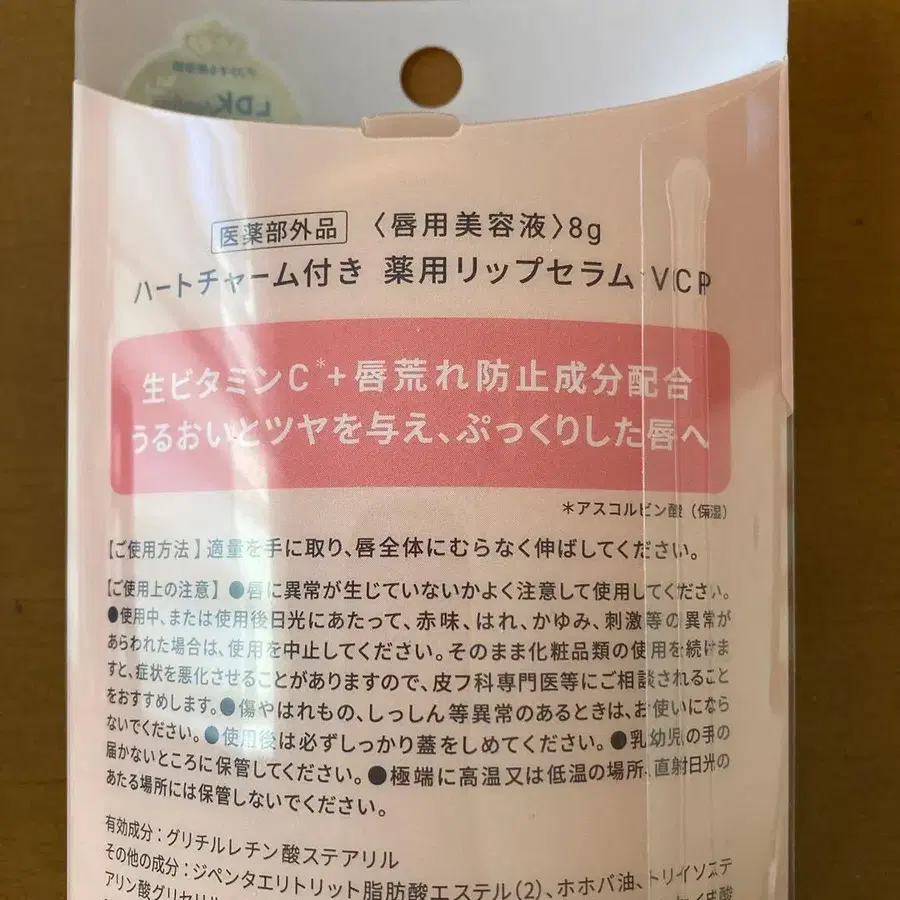 LDK
医薬部外品 〈唇用美容液〉8g
ハートチャーム付き 薬用リップセラム VCP
生ビタミンC*+唇荒れ防止成分配合
うるおいとツヤを与え、ぷっくりした唇へ
*アスコルビン酸（保湿）
【ご使用方法】適量を手に取り、唇全体にむらなく伸ばしてください。
【ご使用上の注意】●唇に異常が生じていないかよく注意して使用してください。
●使用中、または使用後日光にあたって、赤味、はれ、かゆみ、刺激等の異常が
あらわれた場合は、使用を中止してください。そのまま化粧品類の使用を続けま
すと、症状を悪化させることがありますので、皮フ科専門医等にご相談されること
をおすすめします。●傷やはれもの、しっしん等異常のあるときは、お使いになら
ないでください。●使用後は必ずしっかり蓋をしめてください。●乳幼児の手の
届かないところに保管してください。●極端に高温又は低温の場所、直射日光の
あたる場所には保管しないでください。
有効成分：グリチルレチン酸ステアリル
その他の成分：ジペンタエリトリット脂肪酸エステル(2)、ホホバ油、トリイソステ
アリン酸グリセリル